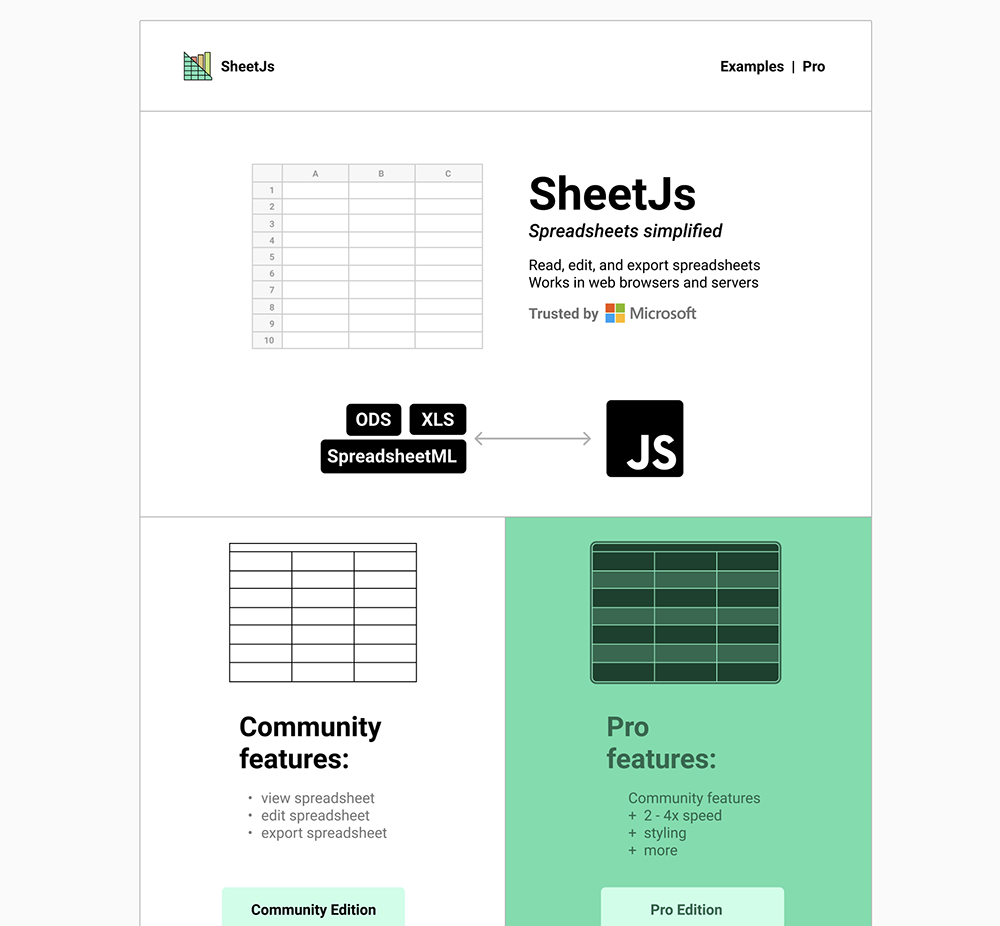 SheetJs
Examples | Pro
A B C
1
2
3
4
5
6
7
8
9
10
SheetJs
Spreadsheets simplified
Read, edit, and export spreadsheets
Works in web browsers and servers
Trusted by Microsoft
ODS XLS
SpreadsheetML
JS
Community
features:
• view spreadsheet
• edit spreadsheet
• export spreadsheet
Community Edition
Pro
features:
Community features
+ 2 - 4x speed
+ styling
+ more
Pro Edition